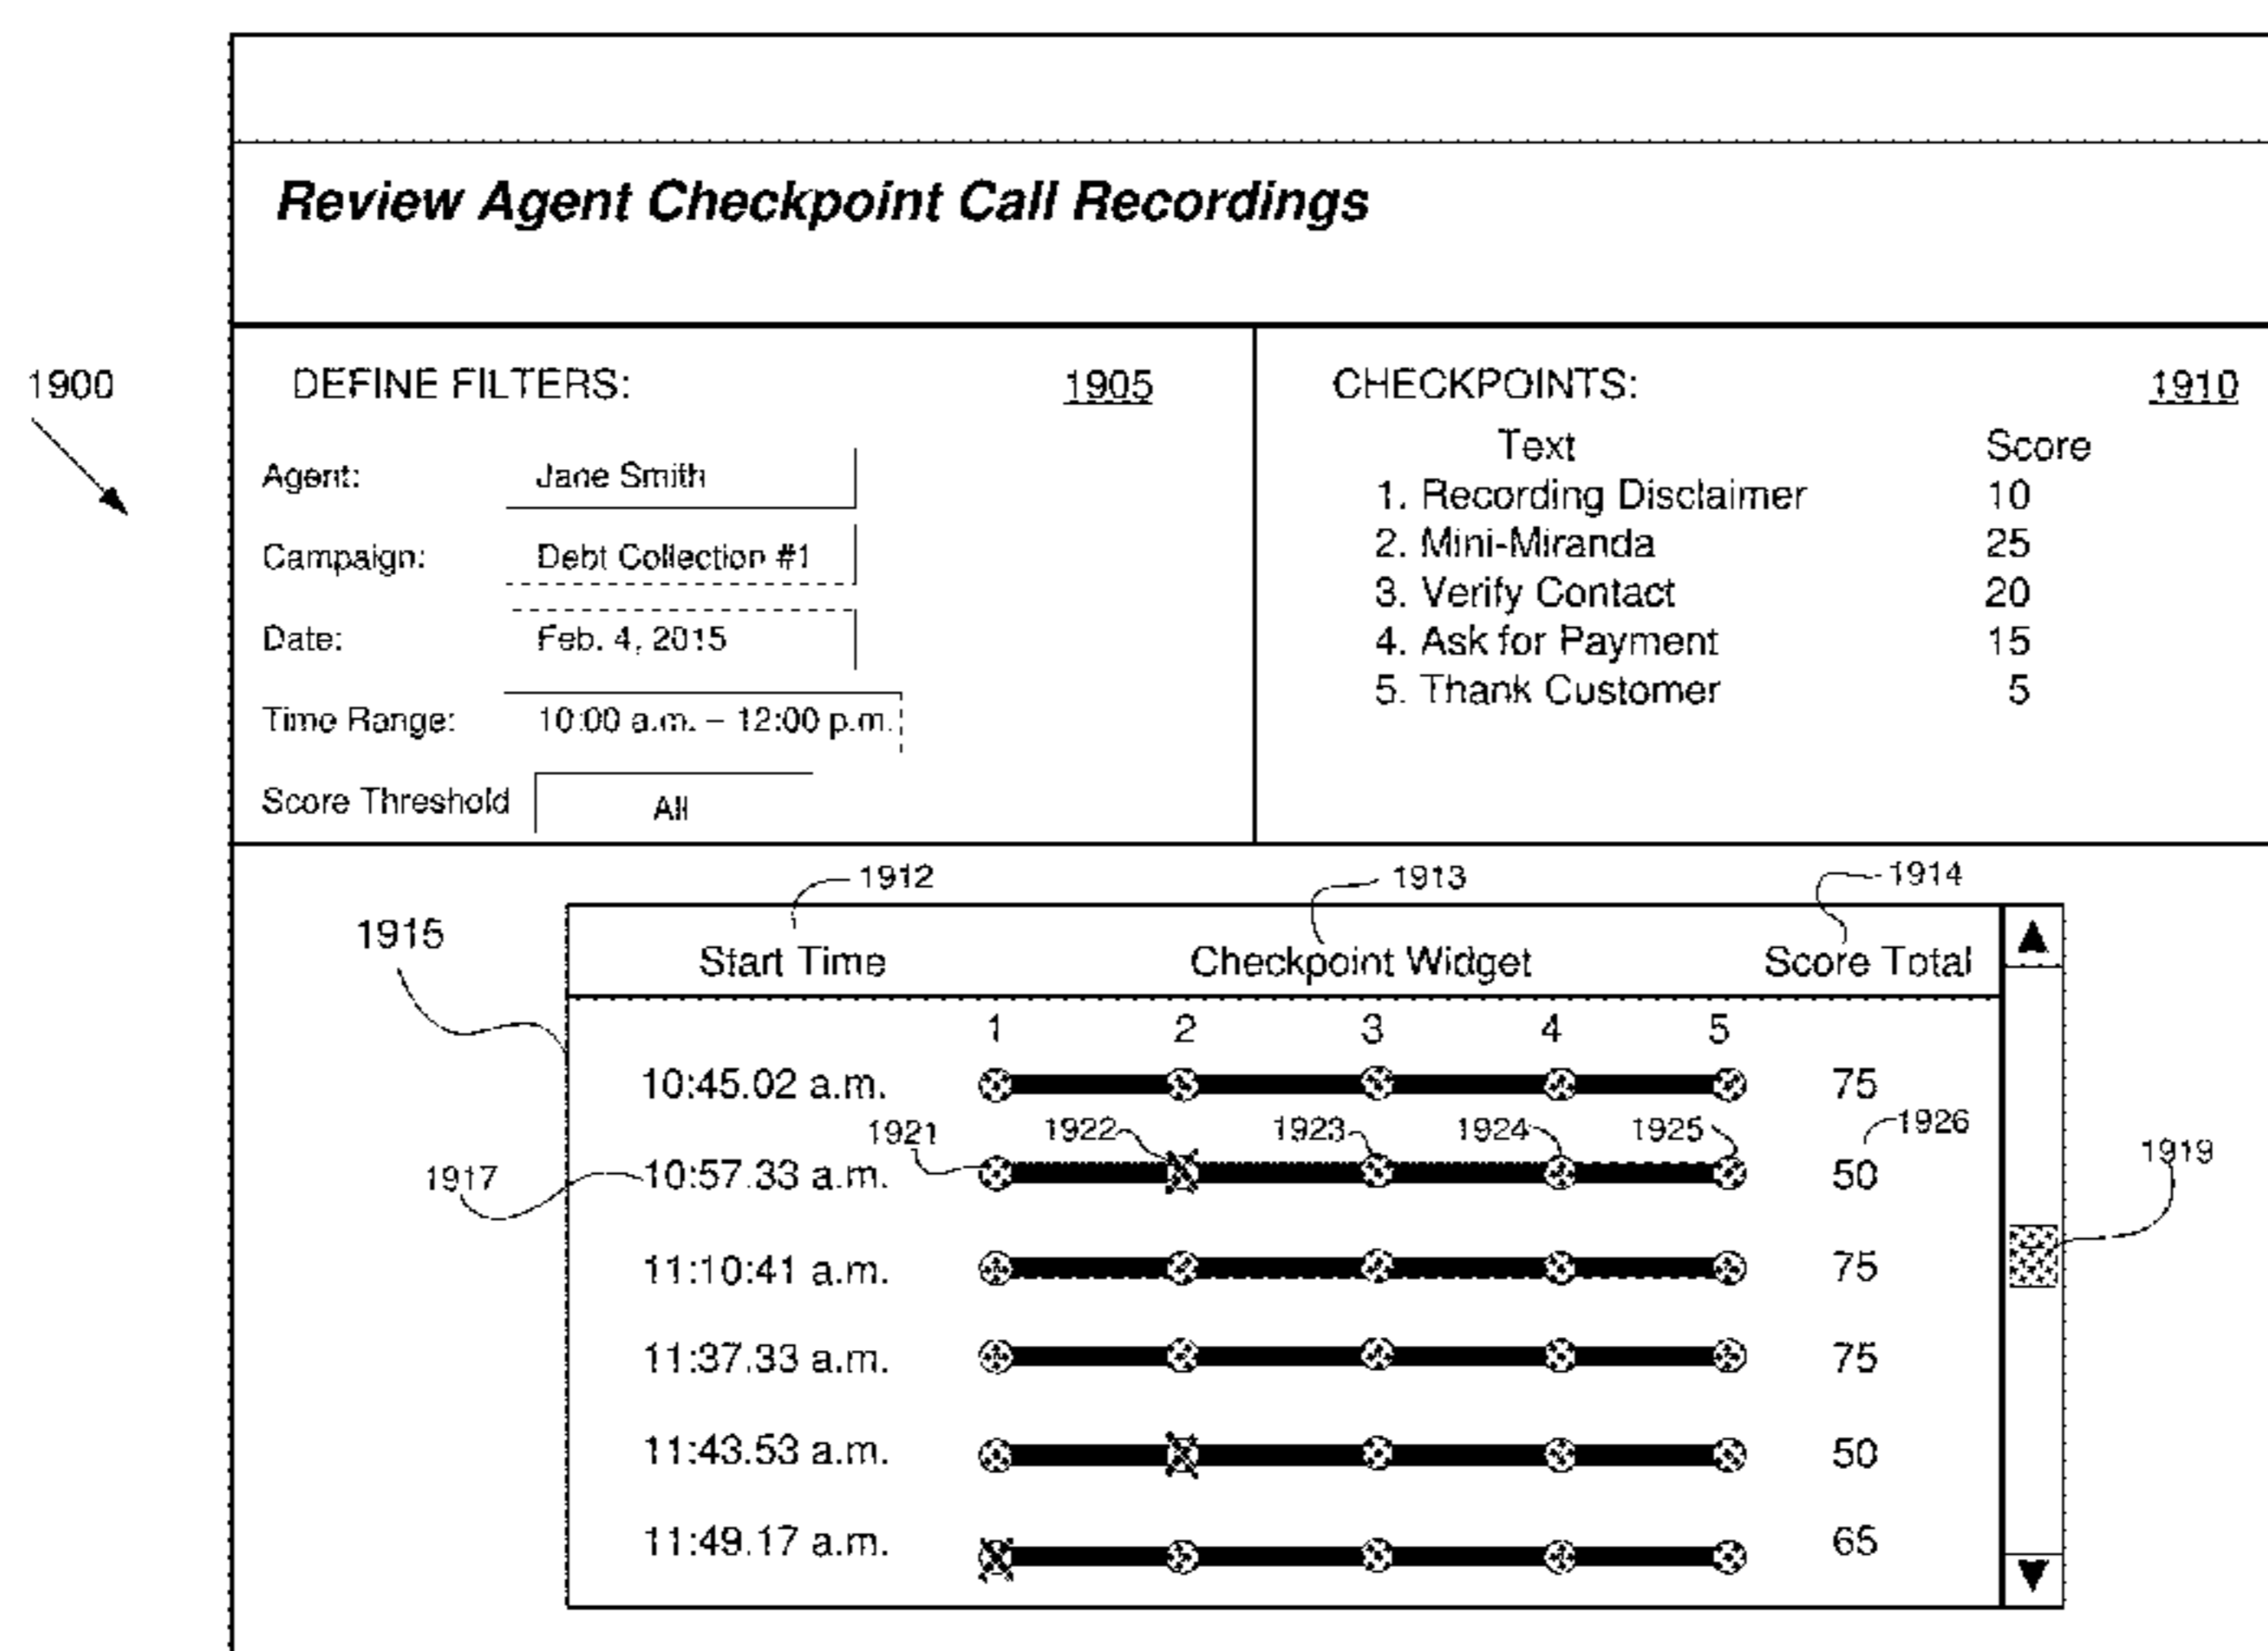 Review Agent Checkpoint Call Recordings
1900
DEFINE FILTERS: 1905
Agent: Jane Smith
Campaign: Debt Collection #1
Date: Feb. 4, 2015
Time Range: 10:00 a.m. – 12:00 p.m.
Score Threshold All
CHECKPOINTS: 1910
Text Score
1. Recording Disclaimer 10
2. Mini-Miranda 25
3. Verify Contact 20
4. Ask for Payment 15
5. Thank Customer 5
1912 1913 1914
1915
Start Time Checkpoint Widget Score Total
1 2 3 4 5
10:45.02 a.m. 75
1921 1922 1923 1924 1925 1926
1917 10:57.33 a.m. 50 1919
11:10:41 a.m. 75
11:37.33 a.m. 75
11:43.53 a.m. 50
11:49.17 a.m. 65